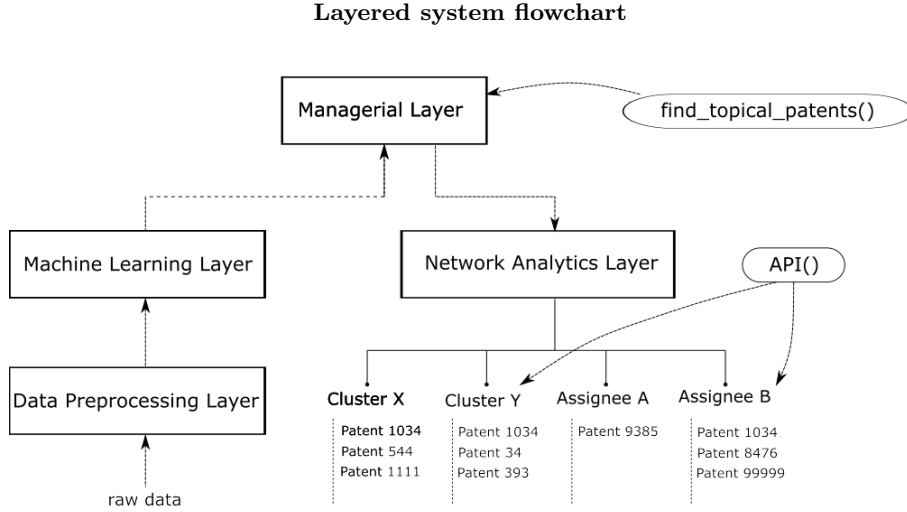 Layered system flowchart
Managerial Layer
find_topical_patents()
Machine Learning Layer
Network Analytics Layer
API()
Data Preprocessing Layer
Cluster X
Cluster Y
Assignee A
Assignee B
Patent 1034
Patent 544
Patent 1111
Patent 1034
Patent 34
Patent 393
Patent 9385
Patent 1034
Patent 8476
Patent 99999
raw data